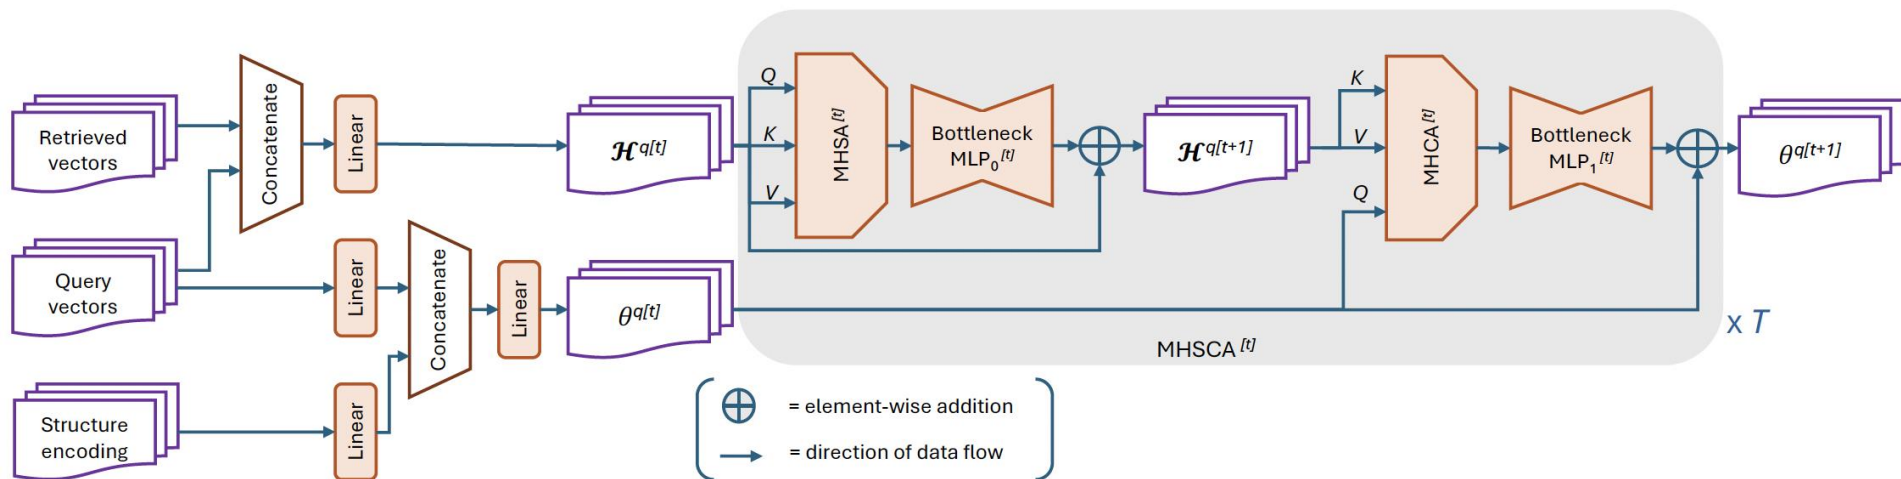 Retrieved
vectors
Concatenate
Linear
𝓗q[t]
Q
K
V
MHSA[t]
Bottleneck
MLP0[t]
𝓗q[t+1]
K
V
Q
MHCA[t]
Bottleneck
MLP1[t]
θq[t+1]
Query
vectors
Linear
Concatenate
Linear
θq[t]
Structure
encoding
Linear
MHSCA[t]
x T
= element-wise addition
= direction of data flow